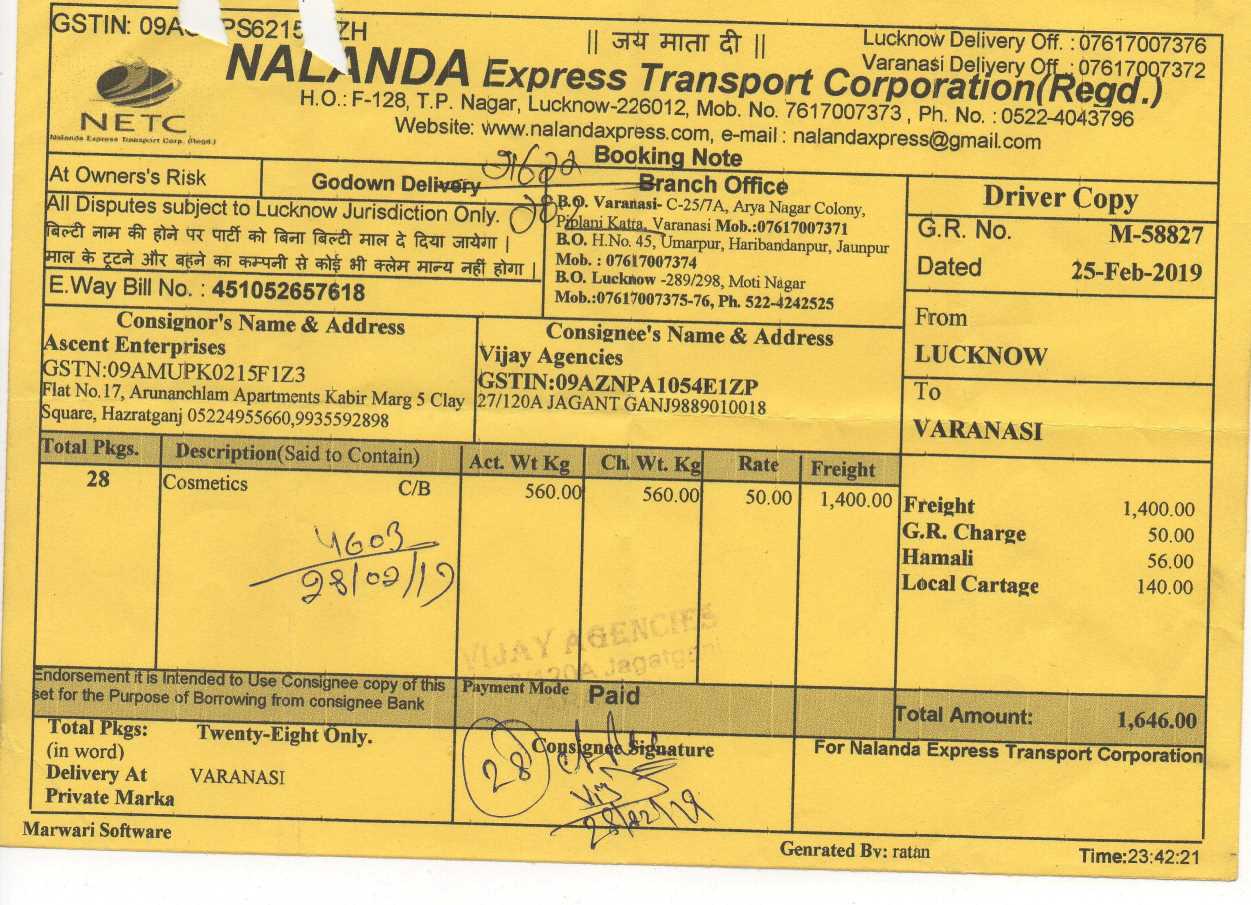 GSTIN: 09A
PS6215
ZH
|| जय माता दी ||
Lucknow Delivery Off. : 07617007376
Varanasi Delivery Off. : 07617007372
NALANDA Express Transport Corporation(Regd.)
H.O.: F-128, T.P. Nagar, Lucknow-226012, Mob. No. 7617007373 , Ph. No. : 0522-4043796
Website: www.nalandaxpress.com, e-mail : nalandaxpress@gmail.com
NETC
Nalanda Express Transport Corp. (Regd.)
Booking Note
At Owners's Risk
Godown Delivery
Branch Office
Driver Copy
All Disputes subject to Lucknow Jurisdiction Only.
बिल्टी नाम की होने पर पार्टी को बिना बिल्टी माल दे दिया जायेगा |
माल के टूटने और बहने का कम्पनी से कोई भी क्लेम मान्य नहीं होगा |
E.Way Bill No. : 451052657618
B.O. Varanasi- C-25/7A, Arya Nagar Colony,
Piplani Katra, Varanasi Mob.:07617007371
B.O. H.No. 45, Umarpur, Haribandanpur, Jaunpur
Mob. : 07617007374
B.O. Lucknow -289/298, Moti Nagar
Mob.:07617007375-76, Ph. 522-4242525
G.R. No. M-58827
Dated 25-Feb-2019
From
LUCKNOW
To
VARANASI
Consignor's Name & Address
Ascent Enterprises
GSTN:09AMUPK0215F1Z3
Flat No.17, Arunanchlam Apartments Kabir Marg 5 Clay
Square, Hazratganj 05224955660,9935592898
Consignee's Name & Address
Vijay Agencies
GSTIN:09AZNPA1054E1ZP
27/120A JAGANT GANJ9889010018
Total Pkgs. Description(Said to Contain) Act. Wt Kg Ch. Wt. Kg Rate Freight
28 Cosmetics C/B 560.00 560.00 50.00 1,400.00
4603
28/02/19
Freight 1,400.00
G.R. Charge 50.00
Hamali 56.00
Local Cartage 140.00
VIJAY AGENCIES
120A Jagatganj
Endorsement it is Intended to Use Consignee copy of this
set for the Purpose of Borrowing from consignee Bank
Payment Mode Paid
Total Amount: 1,646.00
Total Pkgs: Twenty-Eight Only.
(in word)
Delivery At VARANASI
Private Marka
28
Consignee Signature
28/02/19
For Nalanda Express Transport Corporation
Marwari Software
Genrated By: ratan
Time:23:42:21